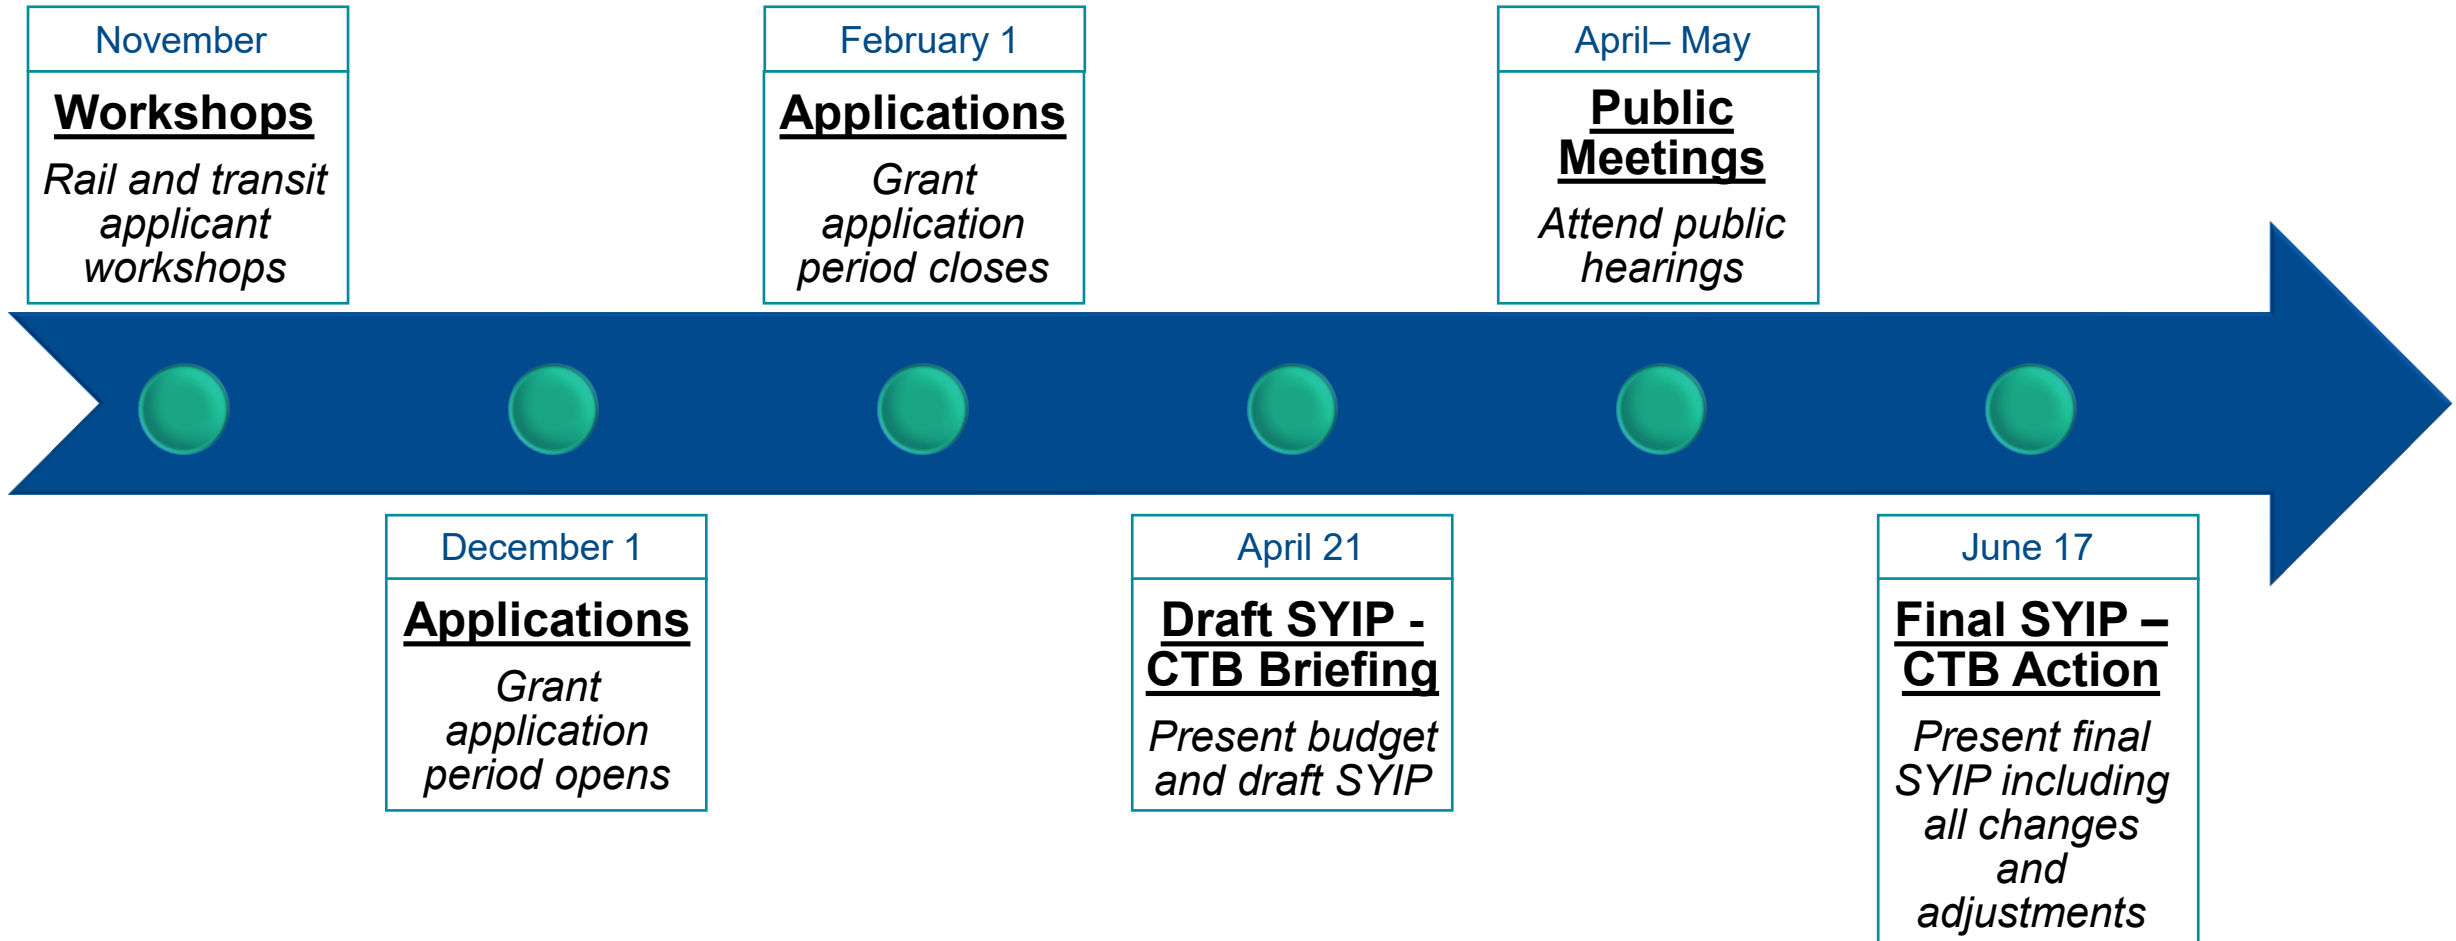 November
Workshops
Rail and transit
applicant
workshops
December 1
Applications
Grant
application
period opens
February 1
Applications
Grant
application
period closes
April 21
Draft SYIP -
CTB Briefing
Present budget
and draft SYIP
April– May
Public
Meetings
Attend public
hearings
June 17
Final SYIP –
CTB Action
Present final
SYIP including
all changes
and
adjustments